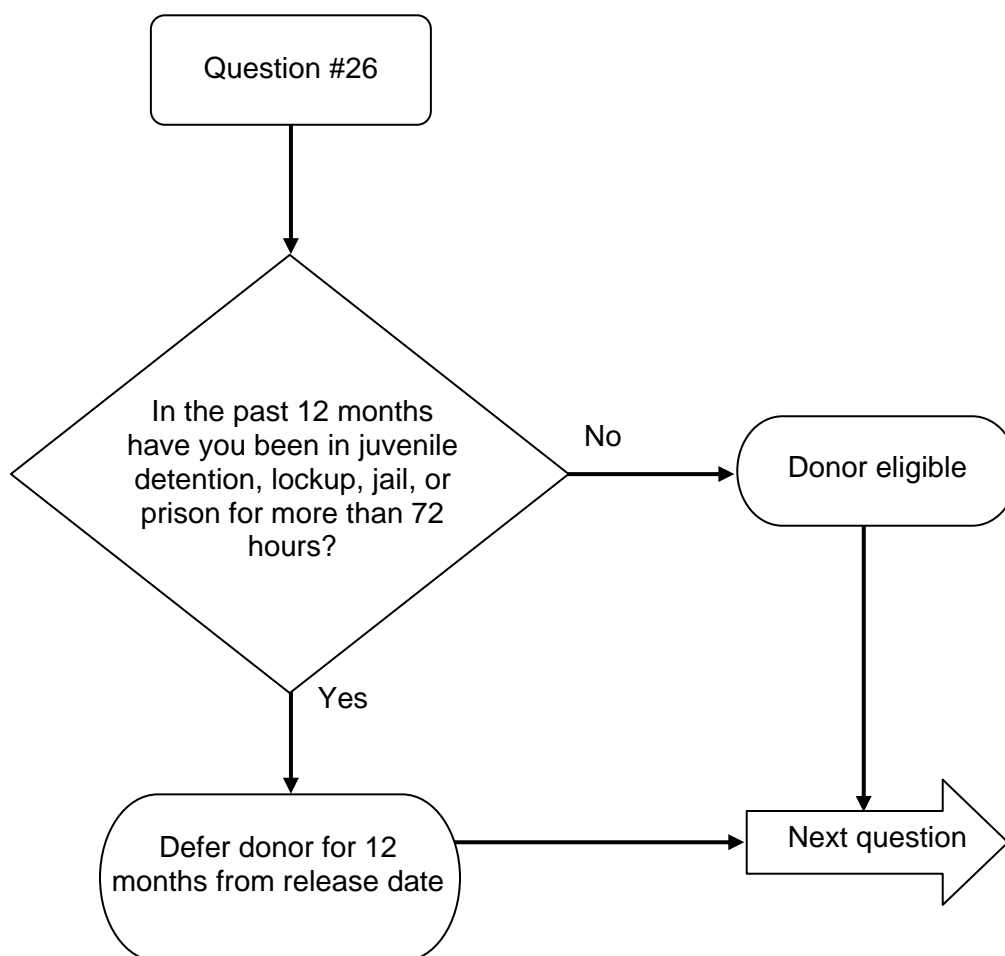 Question #26
In the past 12 months
have you been in juvenile
detention, lockup, jail, or
prison for more than 72
hours?
No
Donor eligible
Yes
Defer donor for 12
months from release date
Next question